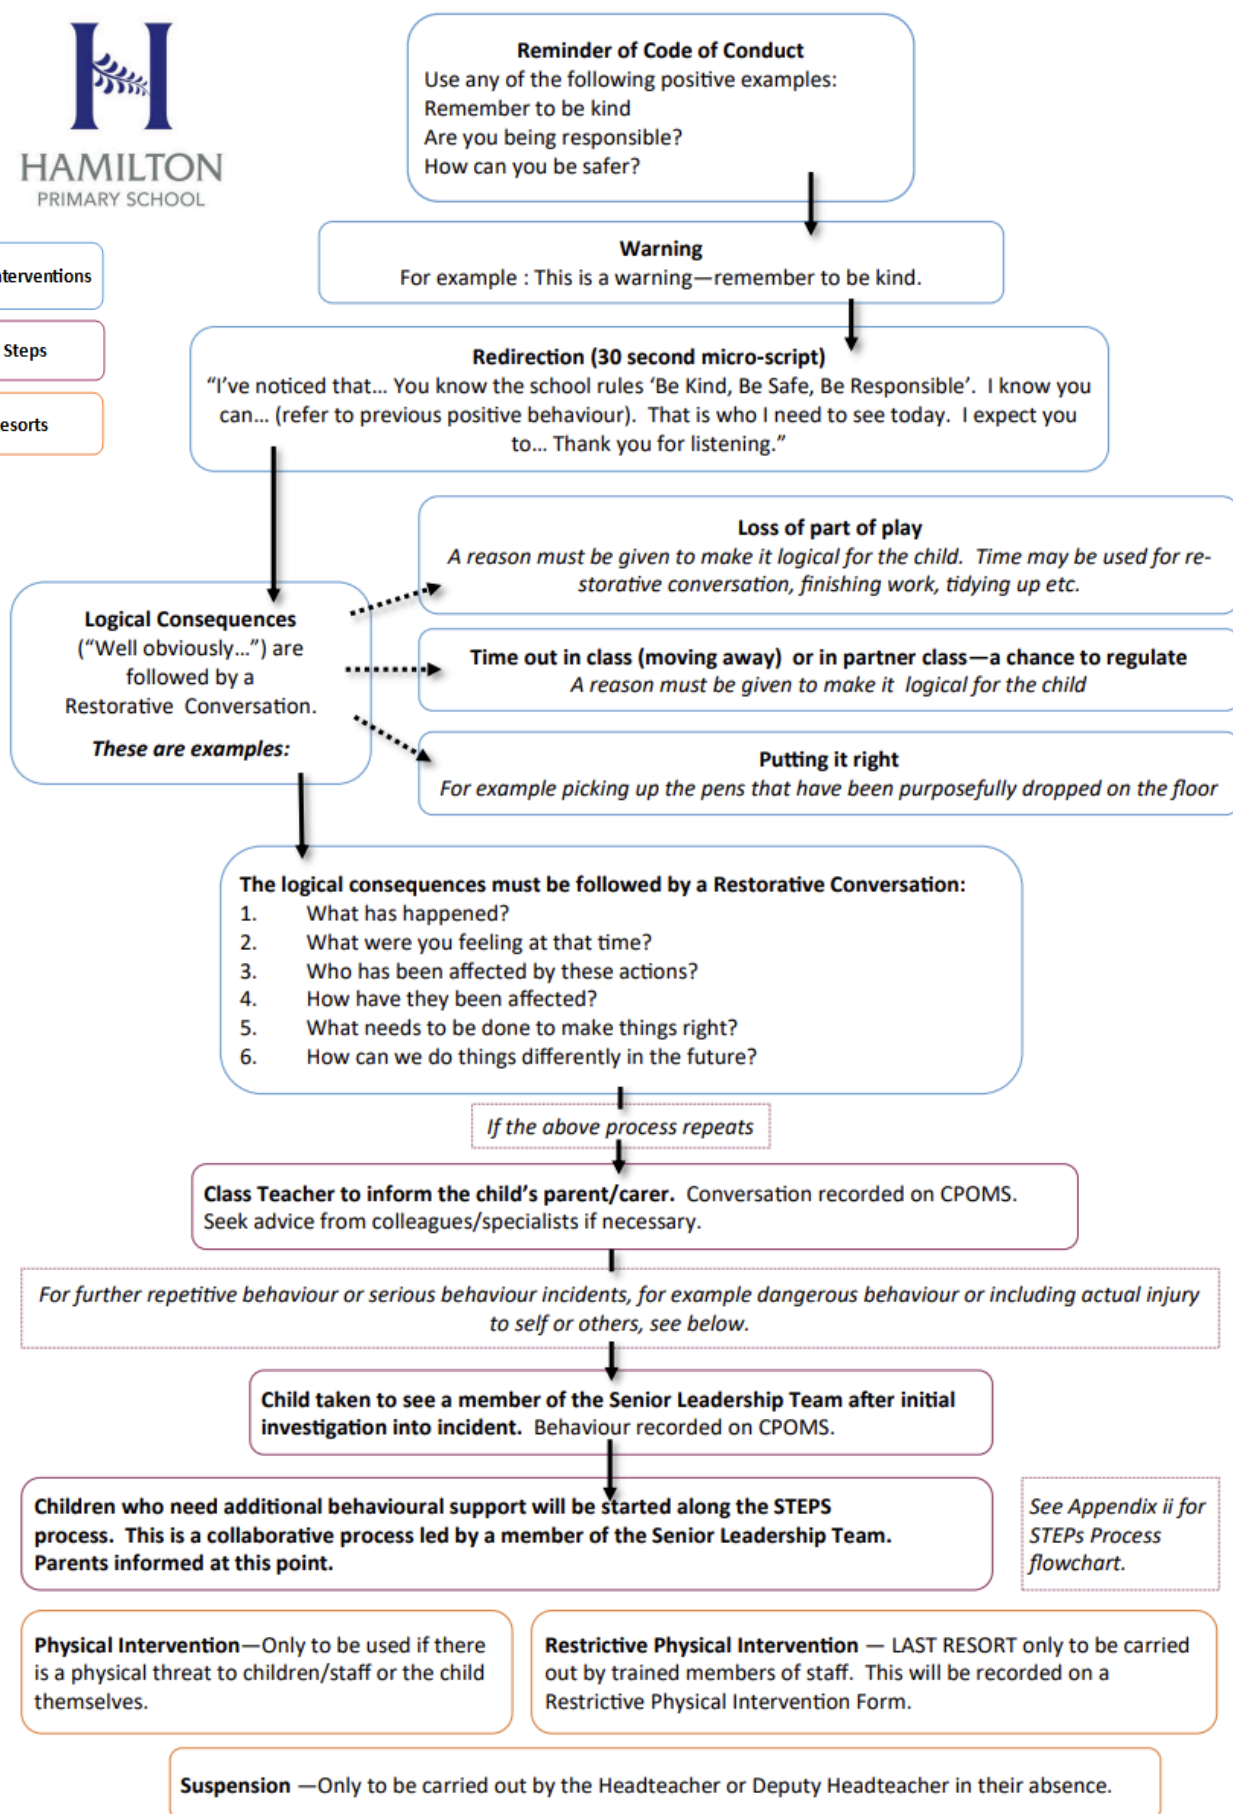 H
HAMILTON
PRIMARY SCHOOL
Reminder of Code of Conduct
Use any of the following positive examples:
Remember to be kind
Are you being responsible?
How can you be safer?
Warning
For example : This is a warning—remember to be kind.
nterventions
Steps
esorts
Redirection (30 second micro-script)
“I’ve noticed that... You know the school rules ‘Be Kind, Be Safe, Be Responsible’.  I know you
can... (refer to previous positive behaviour).  That is who I need to see today.  I expect you
to... Thank you for listening.”
Loss of part of play
A reason must be given to make it logical for the child.  Time may be used for re-
storative conversation, finishing work, tidying up etc.
Logical Consequences
(“Well obviously...”) are
followed by a
Restorative  Conversation.
These are examples:
Time out in class (moving away)  or in partner class—a chance to regulate
A reason must be given to make it  logical for the child
Putting it right
For example picking up the pens that have been purposefully dropped on the floor
The logical consequences must be followed by a Restorative Conversation:
1. What has happened?
2. What were you feeling at that time?
3. Who has been affected by these actions?
4. How have they been affected?
5. What needs to be done to make things right?
6. How can we do things differently in the future?
If the above process repeats
Class Teacher to inform the child’s parent/carer.  Conversation recorded on CPOMS.
Seek advice from colleagues/specialists if necessary.
For further repetitive behaviour or serious behaviour incidents, for example dangerous behaviour or including actual injury
to self or others, see below.
Child taken to see a member of the Senior Leadership Team after initial
investigation into incident.  Behaviour recorded on CPOMS.
Children who need additional behavioural support will be started along the STEPS
process.  This is a collaborative process led by a member of the Senior Leadership Team.
Parents informed at this point.
See Appendix ii for
STEPs Process
flowchart.
Physical Intervention—Only to be used if there
is a physical threat to children/staff or the child
themselves.
Restrictive Physical Intervention — LAST RESORT only to be carried
out by trained members of staff.  This will be recorded on a
Restrictive Physical Intervention Form.
Suspension —Only to be carried out by the Headteacher or Deputy Headteacher in their absence.